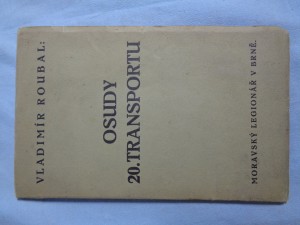 VLADIMÍR ROUBAL:
OSUDY
20. TRANSPORTU
MORAVSKÝ LEGIONÁŘ V BRNĚ.